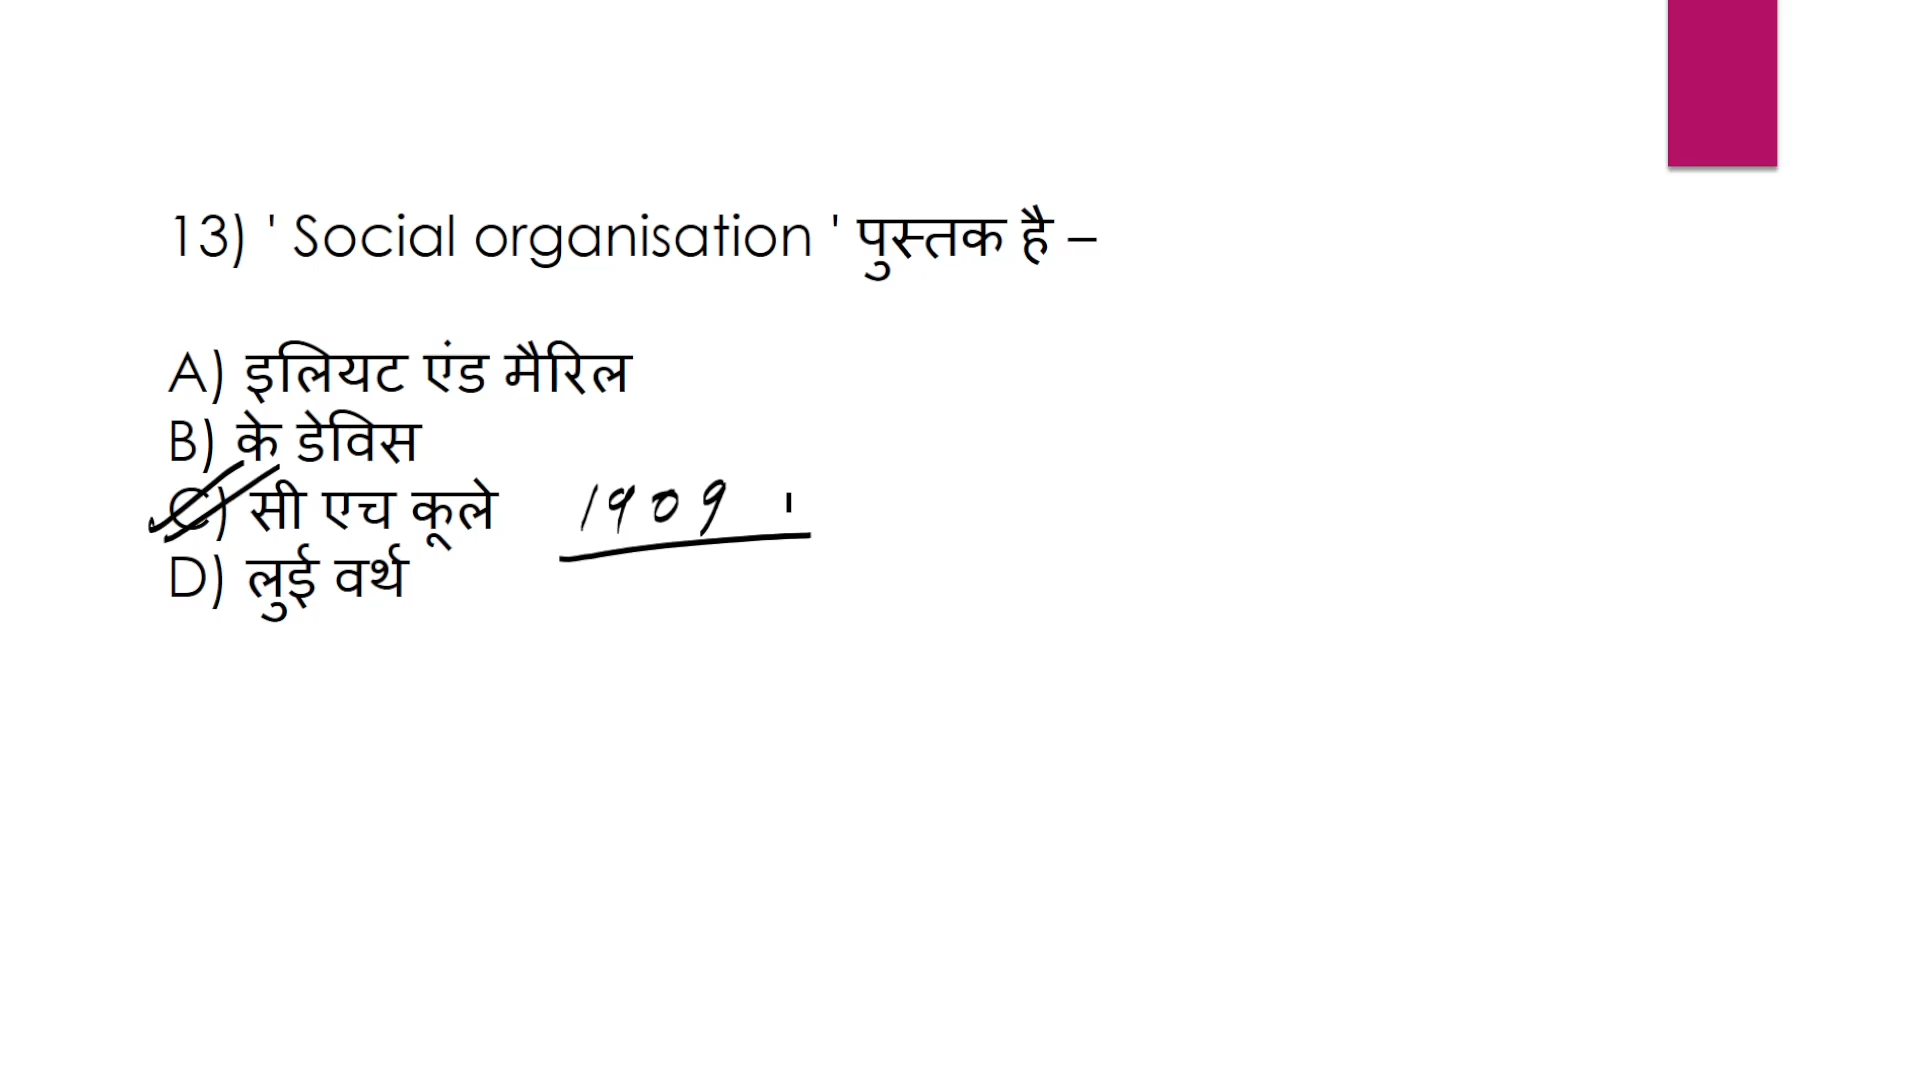 13) ' Social organisation ' पुस्तक है –
A) इलियट एंड मैरिल
B) के डेविस
C) सी एच कूले 1909
D) लुई वर्थ